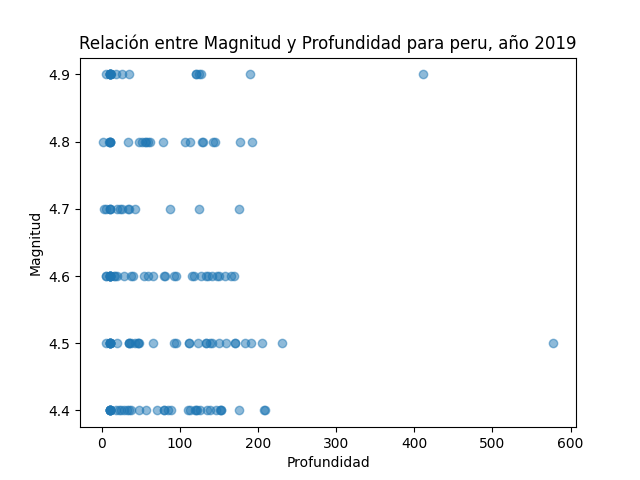 Relación entre Magnitud y Profundidad para peru, año 2019
4.9
4.8
4.7
4.6
4.5
4.4
Magnitud
0 100 200 300 400 500 600
Profundidad